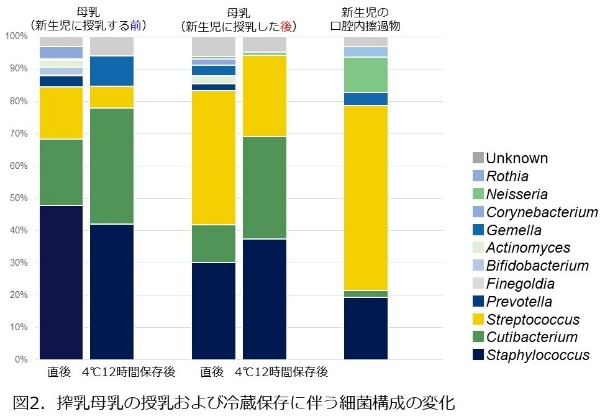 母乳
(新生児に授乳する前)
母乳
(新生児に授乳した後)
新生児の
口腔内擦過物
100%
90%
80%
70%
60%
50%
40%
30%
20%
10%
0%
直後
4℃12時間保存後
直後
4℃12時間保存後
Unknown
Rothia
Neisseria
Corynebacterium
Gemella
Actinomyces
Bifidobacterium
Finegoldia
Prevotella
Streptococcus
Cutibacterium
Staphylococcus
図2. 搾乳母乳の授乳および冷蔵保存に伴う細菌構成の変化